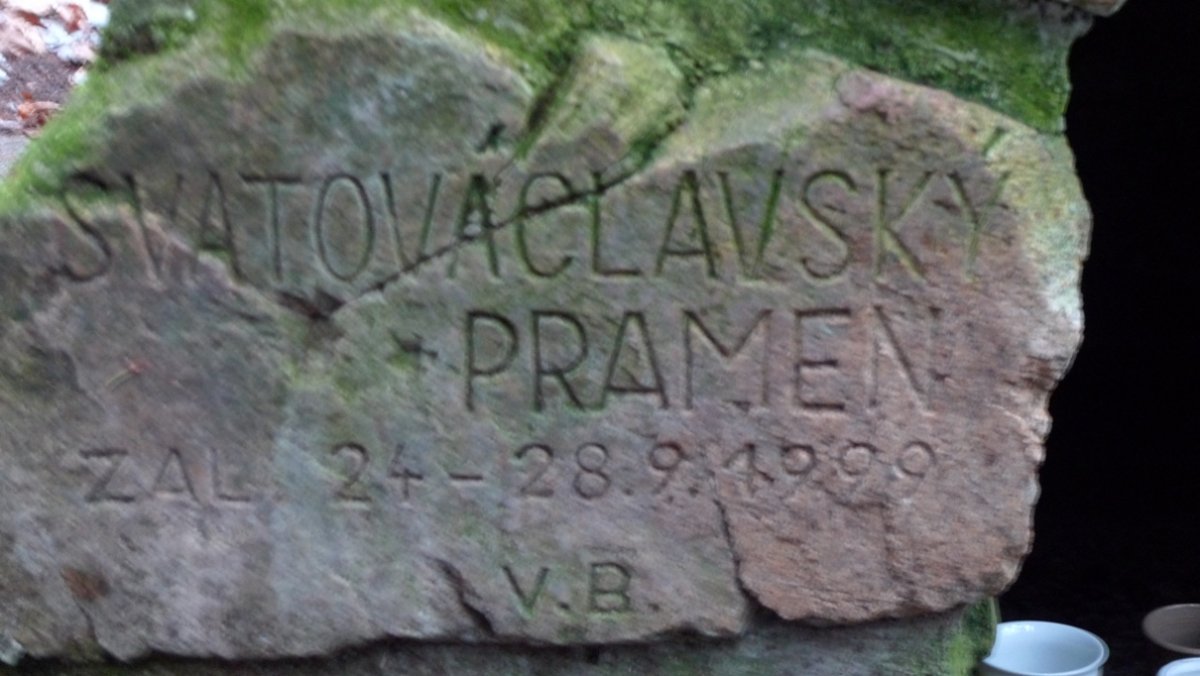 SVATOVÁCLAVSKÝ
PRAMEN
ZAL. 24 - 28.9.1999
V.B.